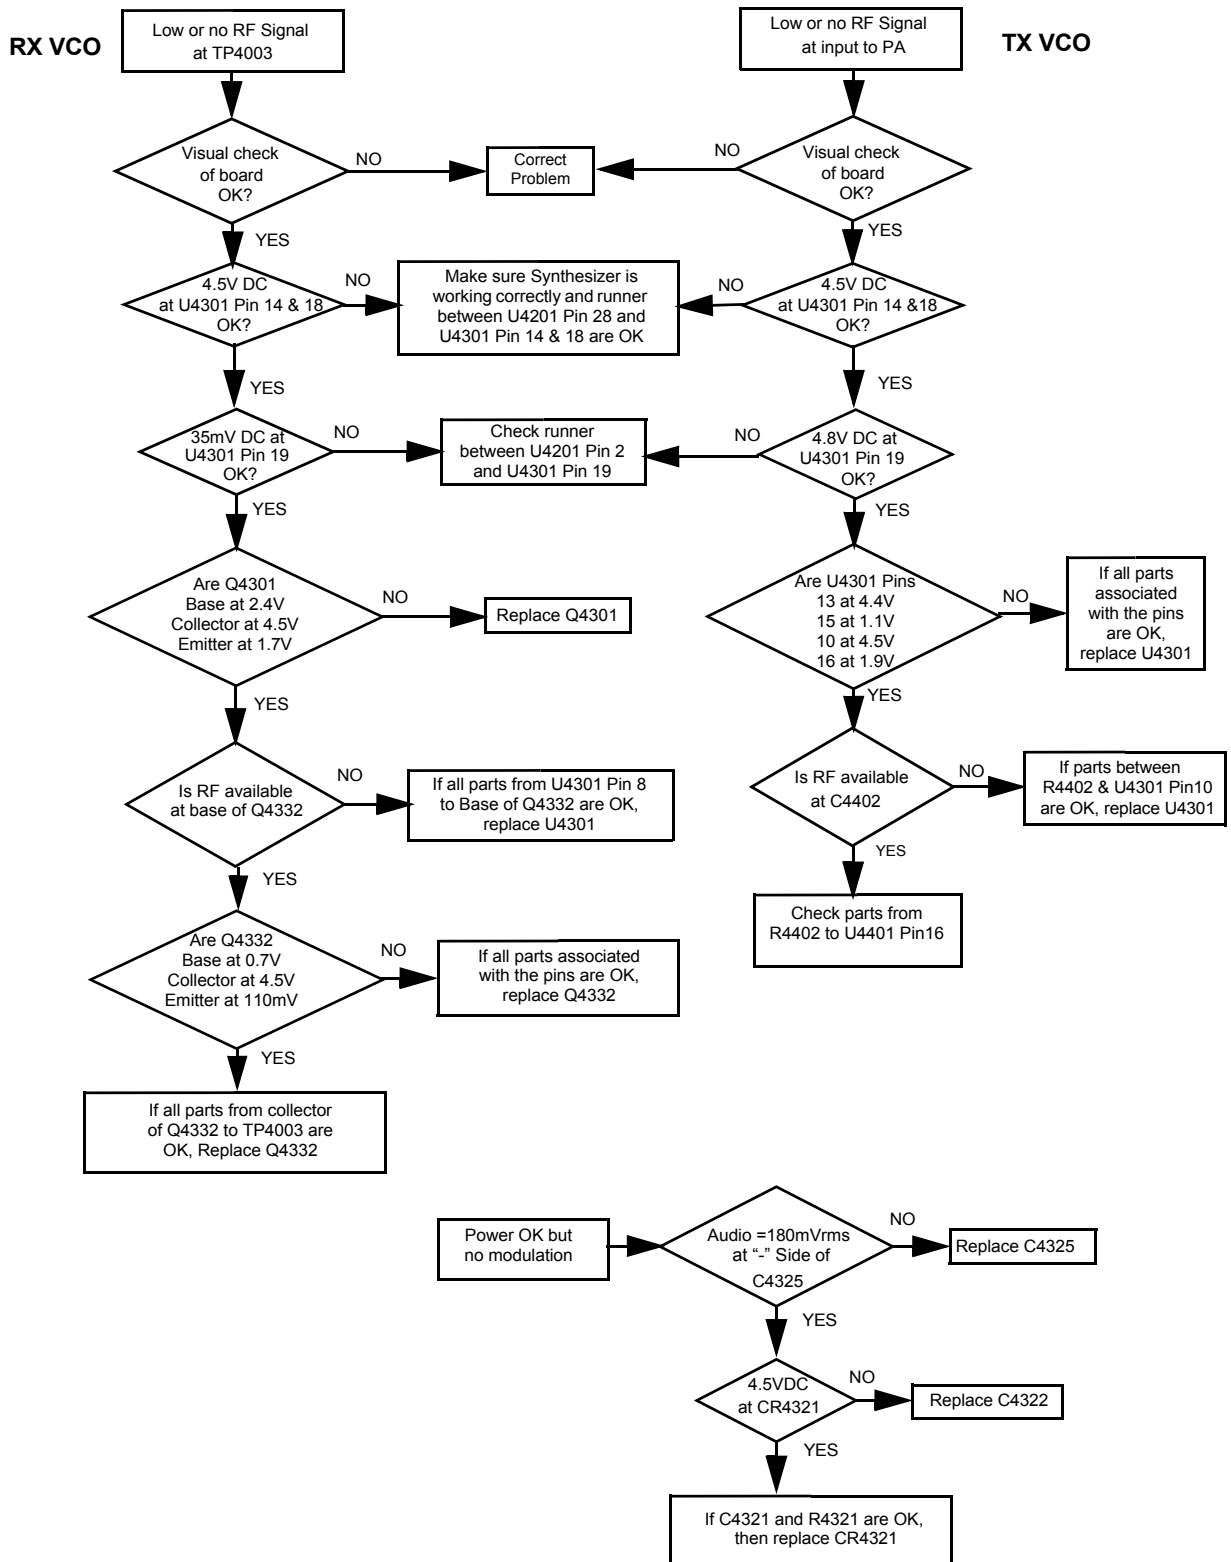 RX VCO
Low or no RF Signal
at TP4003
Visual check
of board
OK?
NO
YES
Correct
Problem
4.5V DC
at U4301 Pin 14 & 18
OK?
NO
YES
Make sure Synthesizer is
working correctly and runner
between U4201 Pin 28 and
U4301 Pin 14 & 18 are OK
35mV DC at
U4301 Pin 19
OK?
NO
YES
Check runner
between U4201 Pin 2
and U4301 Pin 19
Are Q4301
Base at 2.4V
Collector at 4.5V
Emitter at 1.7V
NO
YES
Replace Q4301
Is RF available
at base of Q4332
NO
YES
If all parts from U4301 Pin 8
to Base of Q4332 are OK,
replace U4301
Are Q4332
Base at 0.7V
Collector at 4.5V
Emitter at 110mV
NO
YES
If all parts associated
with the pins are OK,
replace Q4332
If all parts from collector
of Q4332 to TP4003 are
OK, Replace Q4332
TX VCO
Low or no RF Signal
at input to PA
Visual check
of board
OK?
NO
YES
4.5V DC
at U4301 Pin 14 &18
OK?
NO
YES
4.8V DC at
U4301 Pin 19
OK?
NO
YES
Are U4301 Pins
13 at 4.4V
15 at 1.1V
10 at 4.5V
16 at 1.9V
NO
YES
If all parts
associated
with the pins
are OK,
replace U4301
Is RF available
at C4402
NO
YES
If parts between
R4402 & U4301 Pin10
are OK, replace U4301
Check parts from
R4402 to U4401 Pin16
Power OK but
no modulation
Audio =180mVrms
at “-” Side of
C4325
NO
YES
Replace C4325
4.5VDC
at CR4321
NO
YES
Replace C4322
If C4321 and R4321 are OK,
then replace CR4321